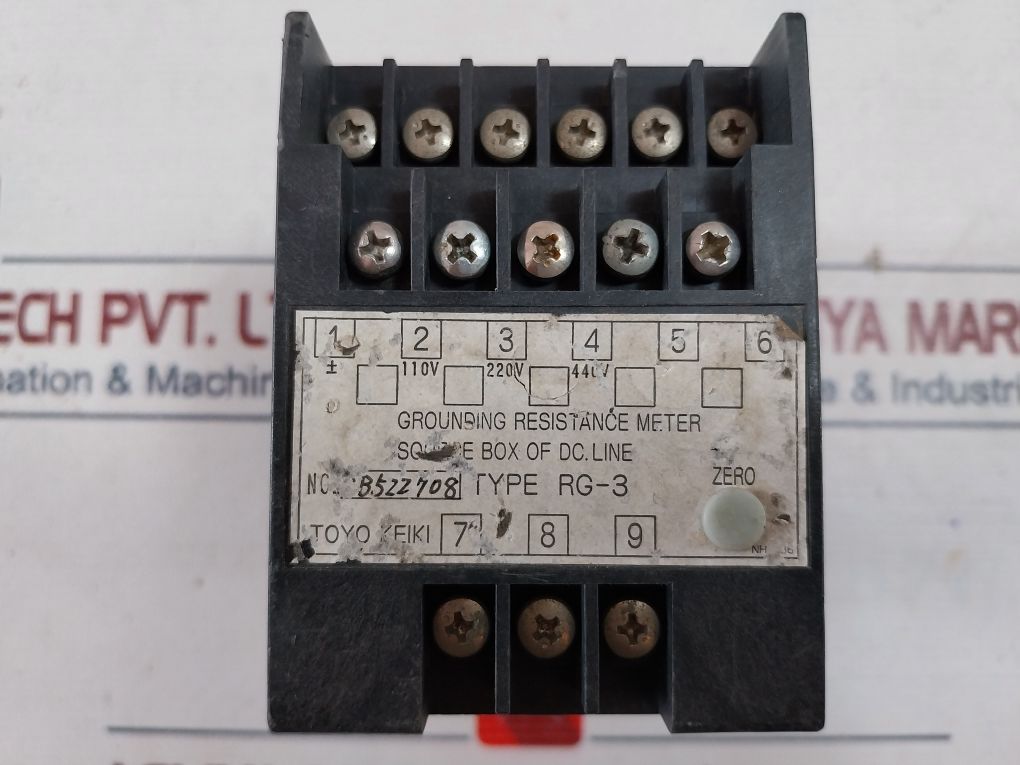 ECH PVT. L YA MAR
ation & Machin e & Industri
1 2 3 4 5 6
± 110V 220V 440V
GROUNDING RESISTANCE METER
BOX OF DC. LINE
NO. B522708 TYPE RG-3
ZERO
TOYO KEIKI 7 8 9
NH